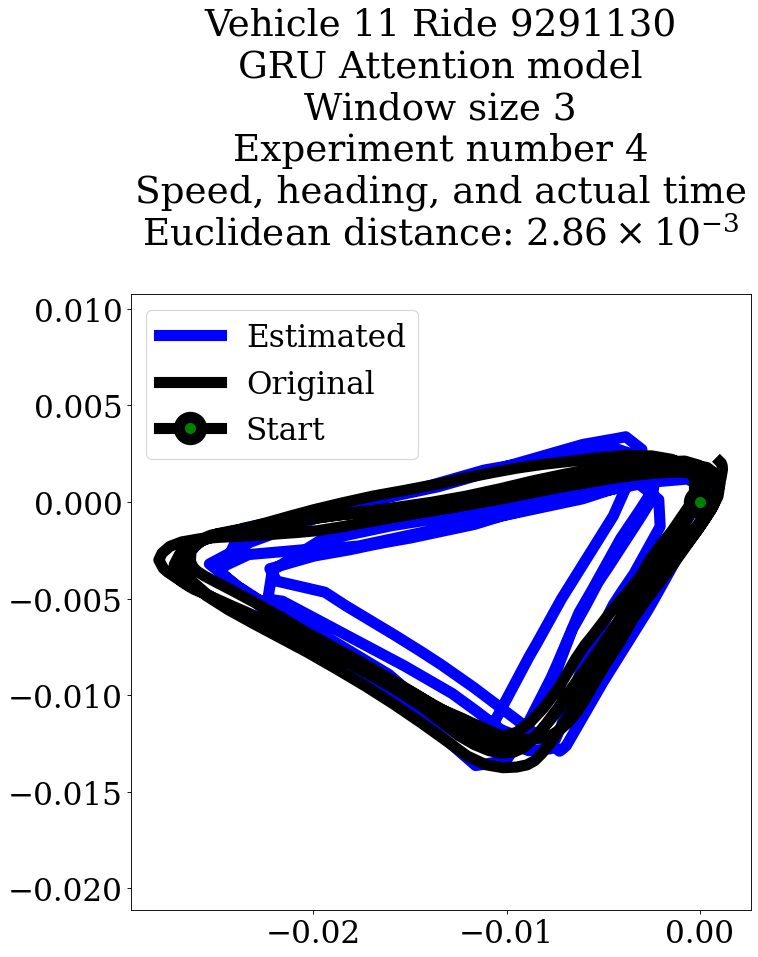 Vehicle 11 Ride 9291130
GRU Attention model
Window size 3
Experiment number 4
Speed, heading, and actual time
Euclidean distance: 2.86 × 10⁻³
0.010
Estimated
0.005
Original
Start
0.000
−0.005
−0.010
−0.015
−0.020
−0.02 −0.01 0.00